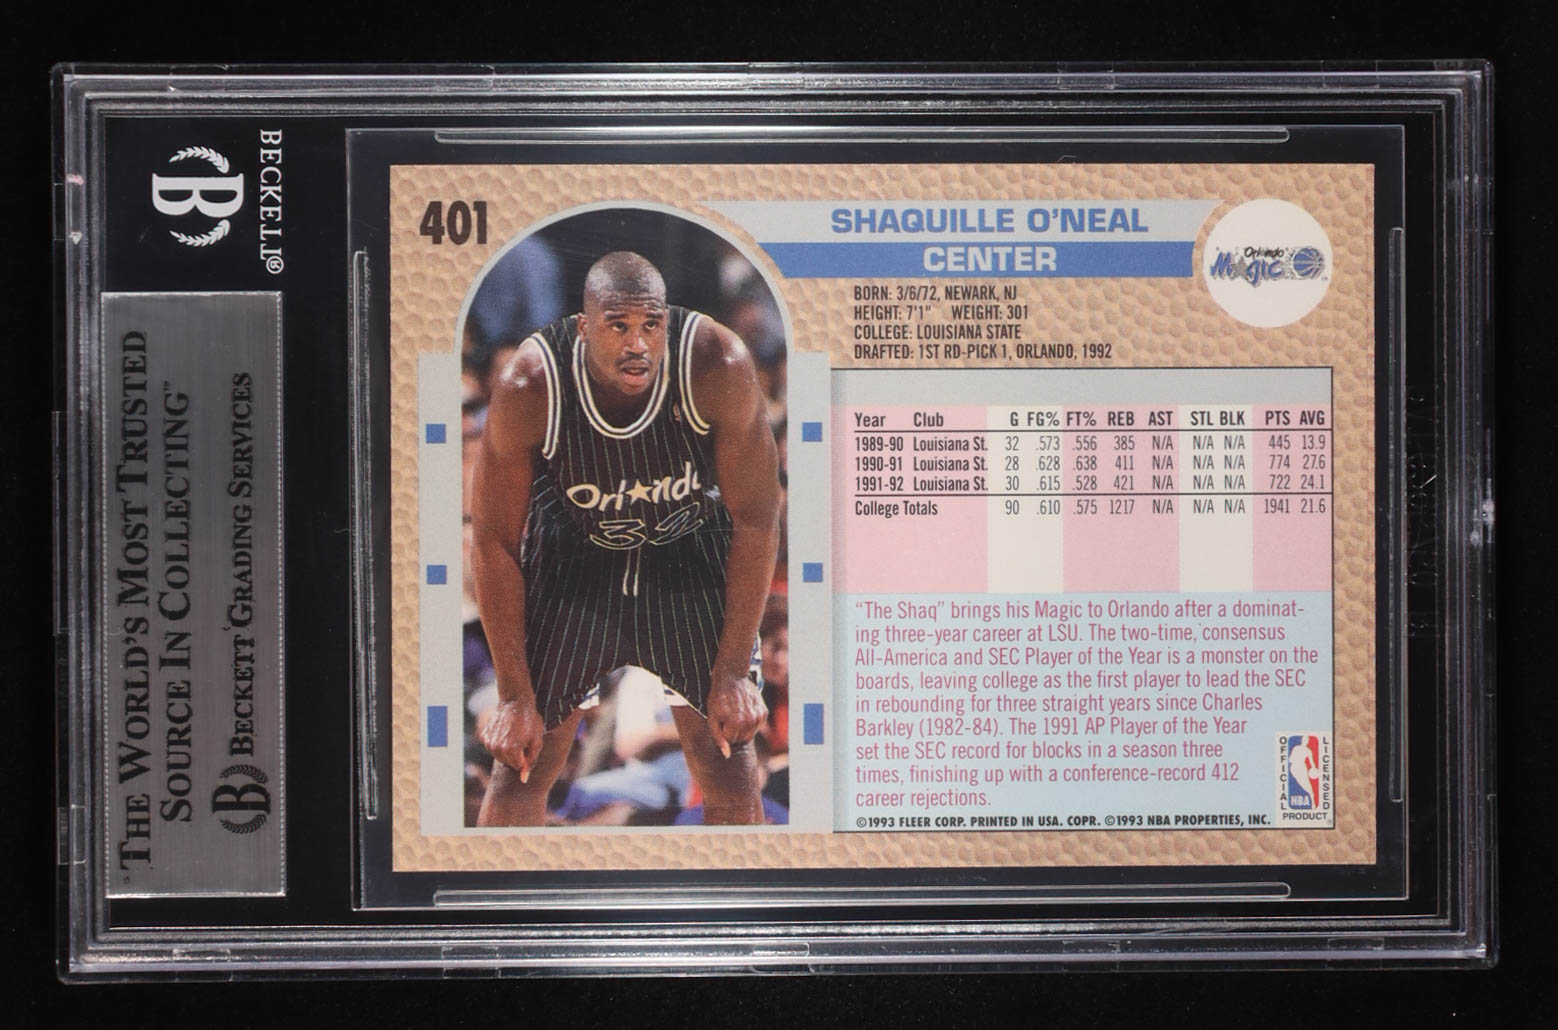 BECKETT®
B
"THE WORLD'S MOST TRUSTED
SOURCE IN COLLECTING"
B BECKETT GRADING SERVICES
401
SHAQUILLE O'NEAL
CENTER
Orlando
Magic
BORN: 3/6/72, NEWARK, NJ
HEIGHT: 7'1" WEIGHT: 301
COLLEGE: LOUISIANA STATE
DRAFTED: 1ST RD-PICK 1, ORLANDO, 1992
Orlando
32
Year Club G FG% FT% REB AST STL BLK PTS AVG
1989-90 Louisiana St. 32 .573 .556 385 N/A N/A N/A 445 13.9
1990-91 Louisiana St. 28 .628 .638 411 N/A N/A N/A 774 27.6
1991-92 Louisiana St. 30 .615 .528 421 N/A N/A N/A 722 24.1
College Totals 90 .610 .575 1217 N/A N/A N/A 1941 21.6
"The Shaq" brings his Magic to Orlando after a dominat-
ing three-year career at LSU. The two-time, consensus
All-America and SEC Player of the Year is a monster on the
boards, leaving college as the first player to lead the SEC
in rebounding for three straight years since Charles
Barkley (1982-84). The 1991 AP Player of the Year
set the SEC record for blocks in a season three
times, finishing up with a conference-record 412
career rejections.
OFFICIAL LICENSED
NBA
PRODUCT
©1993 FLEER CORP. PRINTED IN USA. COPR. ©1993 NBA PROPERTIES, INC.